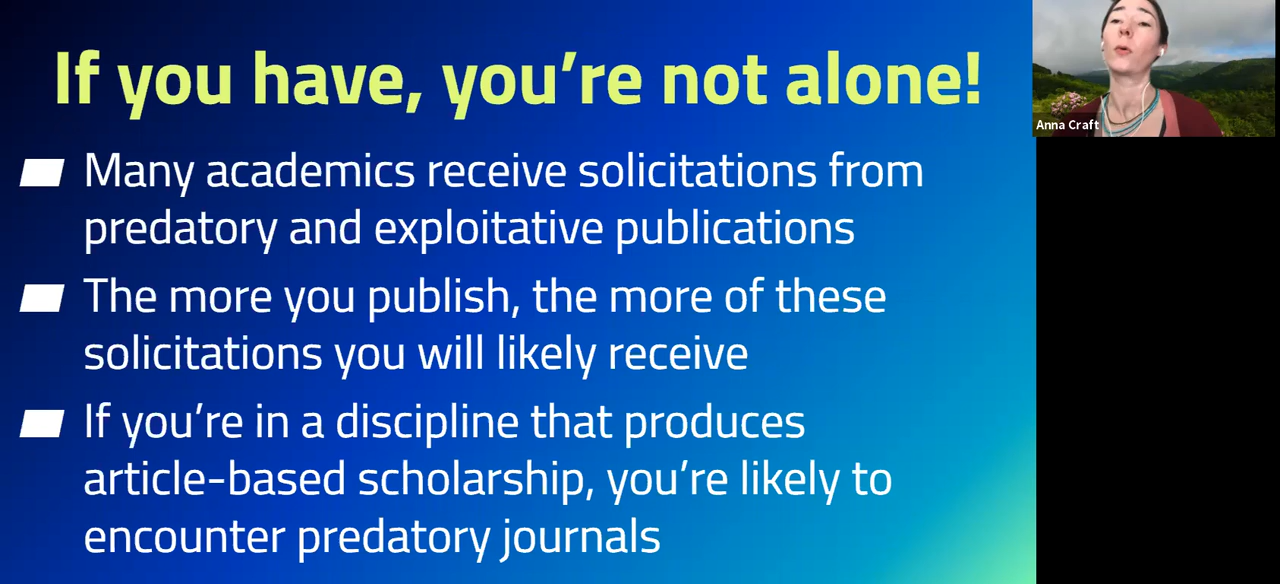 If you have, you're not alone!
Many academics receive solicitations from
predatory and exploitative publications
The more you publish, the more of these
solicitations you will likely receive
If you're in a discipline that produces
article-based scholarship, you're likely to
encounter predatory journals
Anna Craft